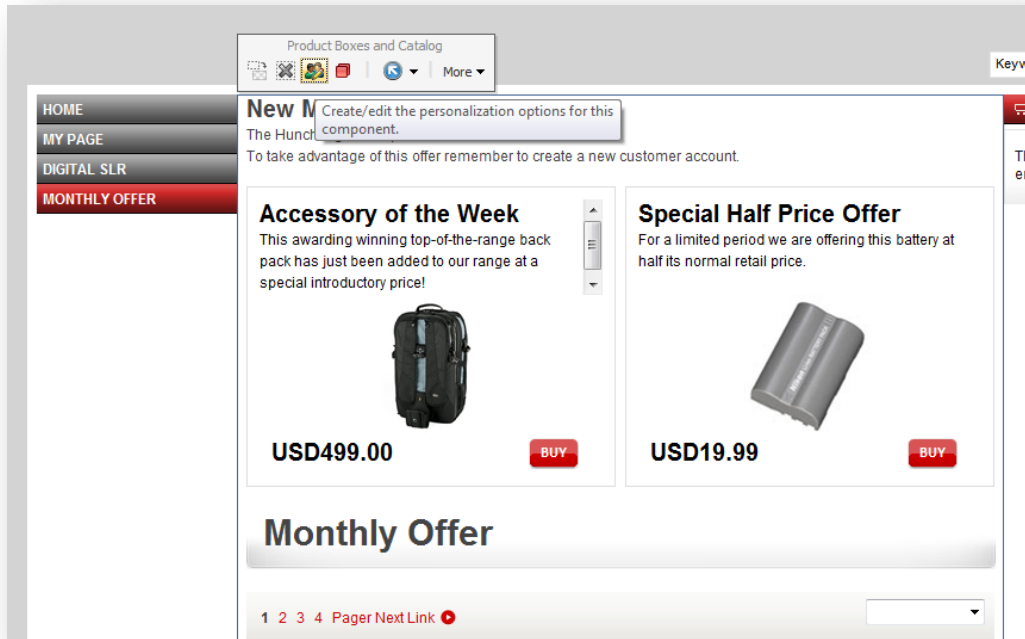 Product Boxes and Catalog
More
Keyw
HOME
MY PAGE
DIGITAL SLR
MONTHLY OFFER
New M
Create/edit the personalization options for this
component.
The Hunch
To take advantage of this offer remember to create a new customer account.
Accessory of the Week
This awarding winning top-of-the-range back
pack has just been added to our range at a
special introductory price!
USD499.00
BUY
Special Half Price Offer
For a limited period we are offering this battery at
half its normal retail price.
Nikon
USD19.99
BUY
Monthly Offer
1 2 3 4 Pager Next Link